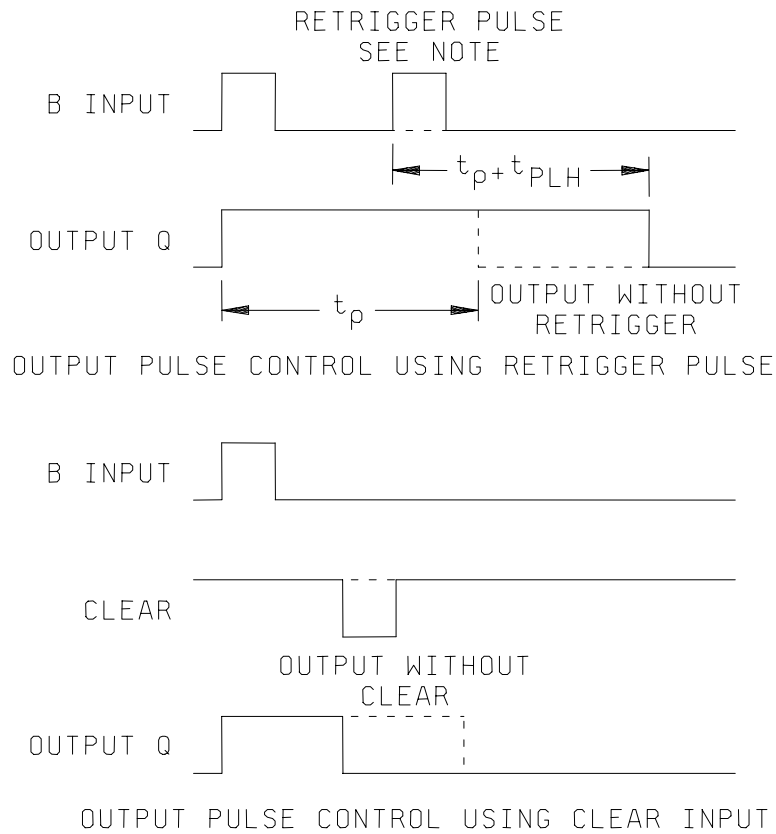 RETRIGGER PULSE
SEE NOTE
B INPUT
tρ+tPLH
OUTPUT Q
tρ
OUTPUT WITHOUT
RETRIGGER
OUTPUT PULSE CONTROL USING RETRIGGER PULSE
B INPUT
CLEAR
OUTPUT WITHOUT
CLEAR
OUTPUT Q
OUTPUT PULSE CONTROL USING CLEAR INPUT